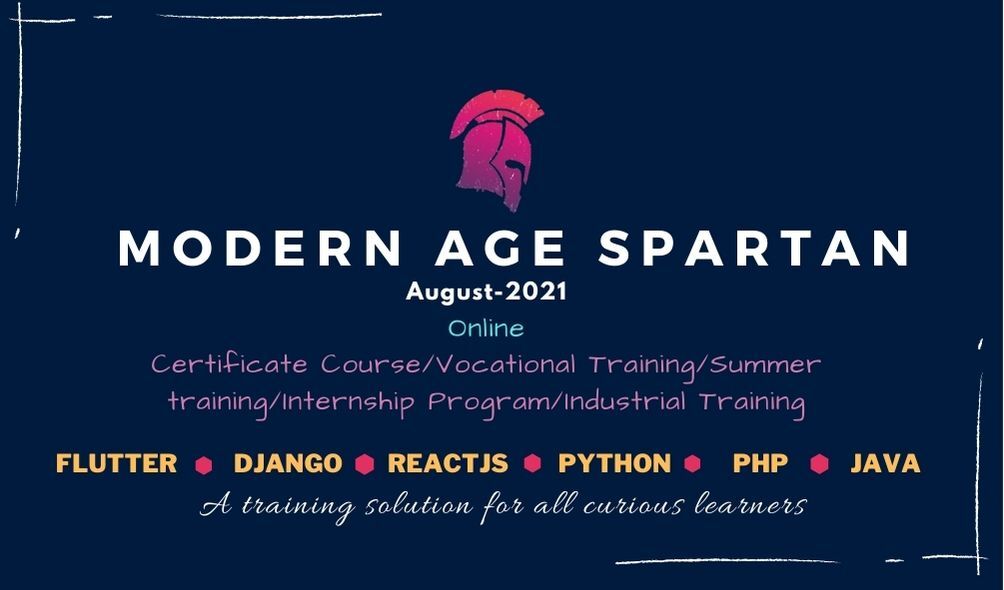 MODERN AGE SPARTAN
August-2021
Online
Certificate Course/Vocational Training/Summer
training/Internship Program/Industrial Training
FLUTTER DJANGO REACTJS PYTHON PHP JAVA
A training solution for all curious learners